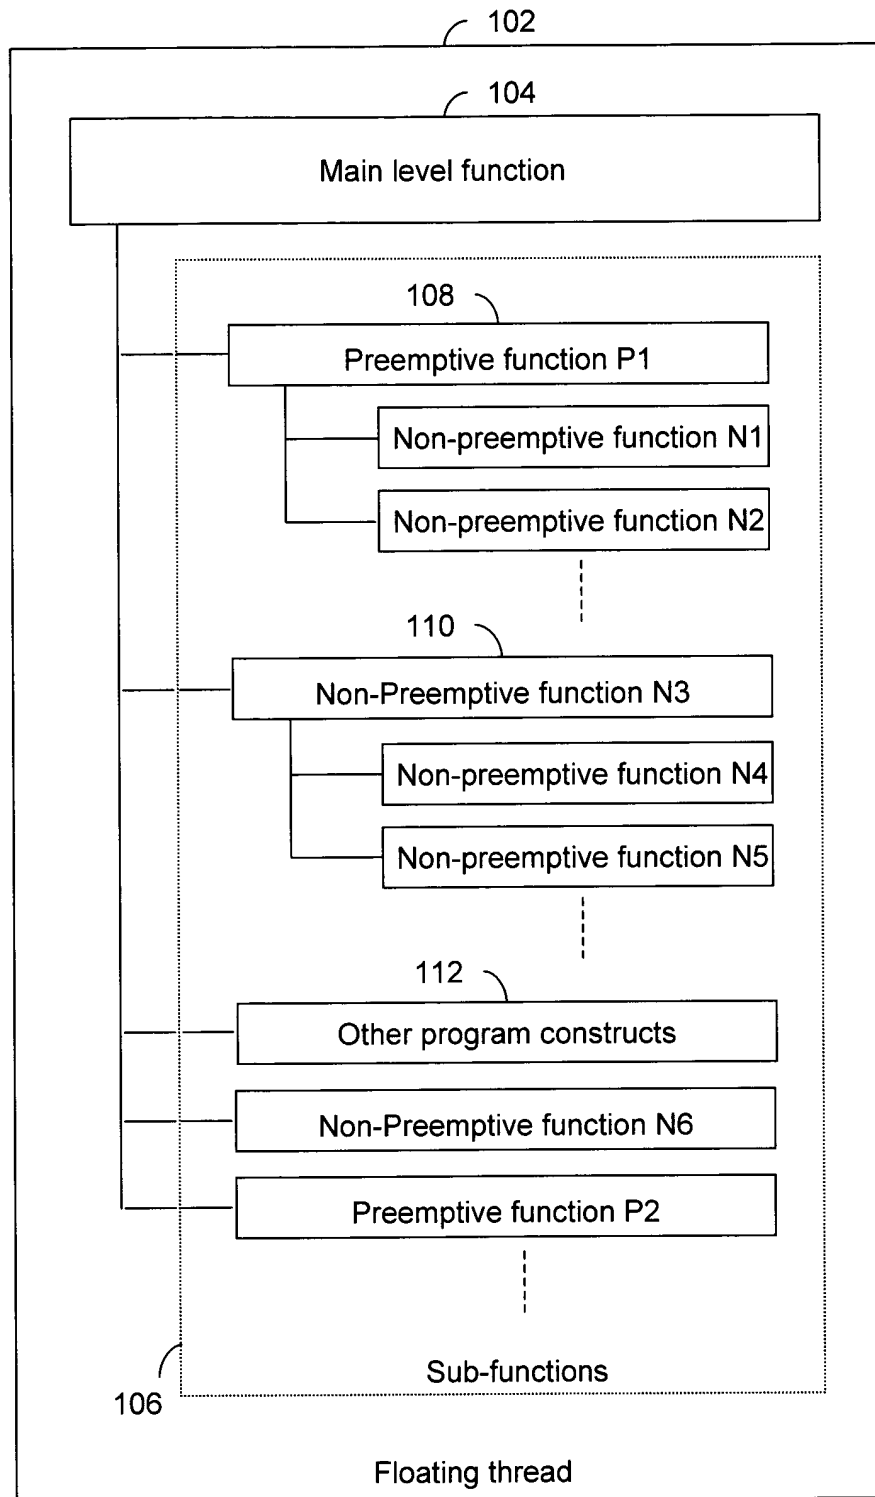 102
104
Main level function
108
Preemptive function P1
Non-preemptive function N1
Non-preemptive function N2
110
Non-Preemptive function N3
Non-preemptive function N4
Non-preemptive function N5
112
Other program constructs
Non-Preemptive function N6
Preemptive function P2
Sub-functions
106
Floating thread